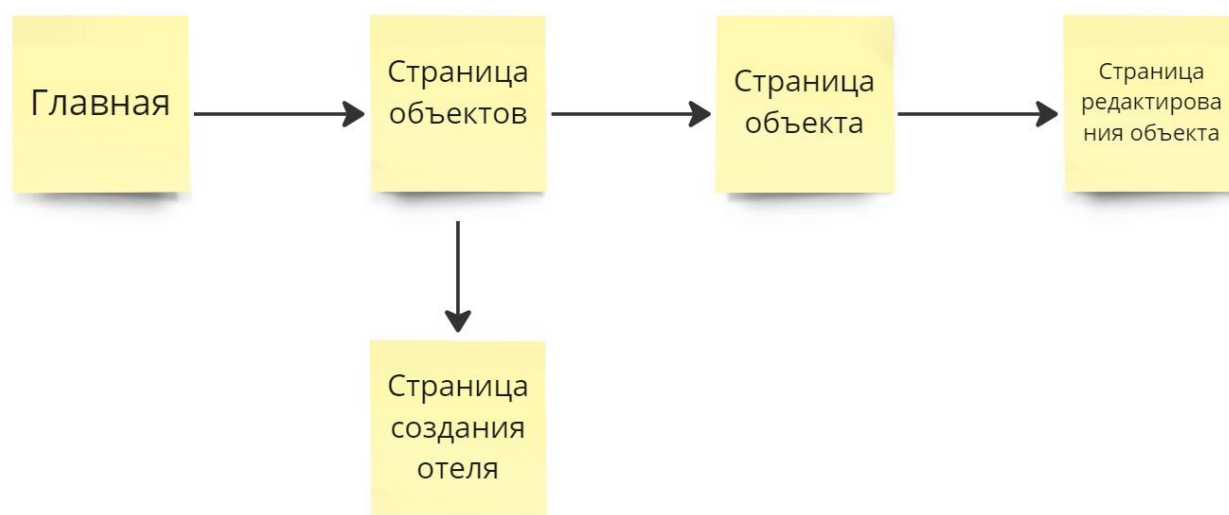 Главная
Страница
объектов
Страница
объекта
Страница
редактирова
ния объекта
Страница
создания
отеля